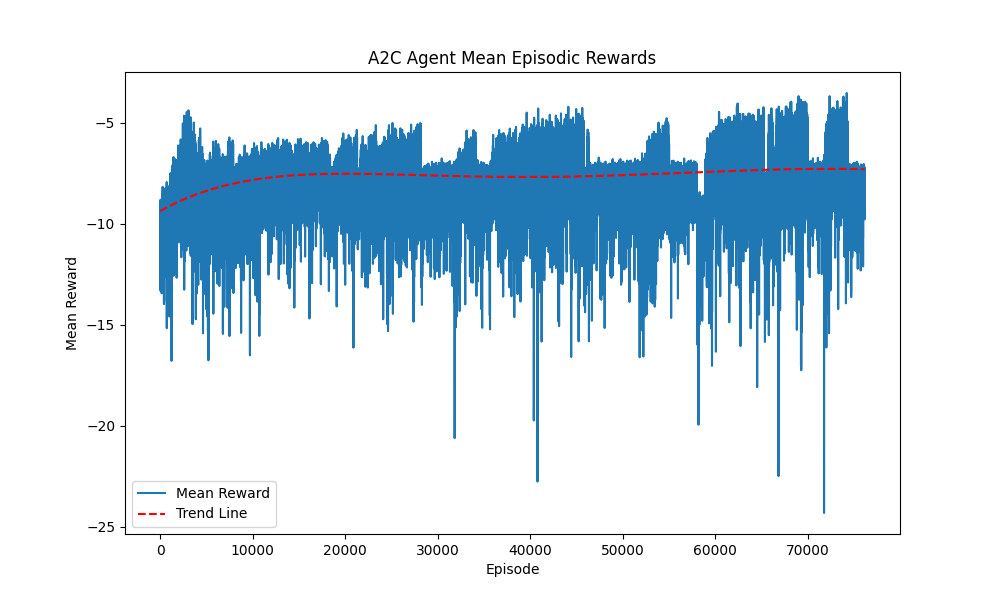 A2C Agent Mean Episodic Rewards
Mean Reward
−5
−10
−15
−20
−25
Mean Reward
Trend Line
0 10000 20000 30000 40000 50000 60000 70000
Episode